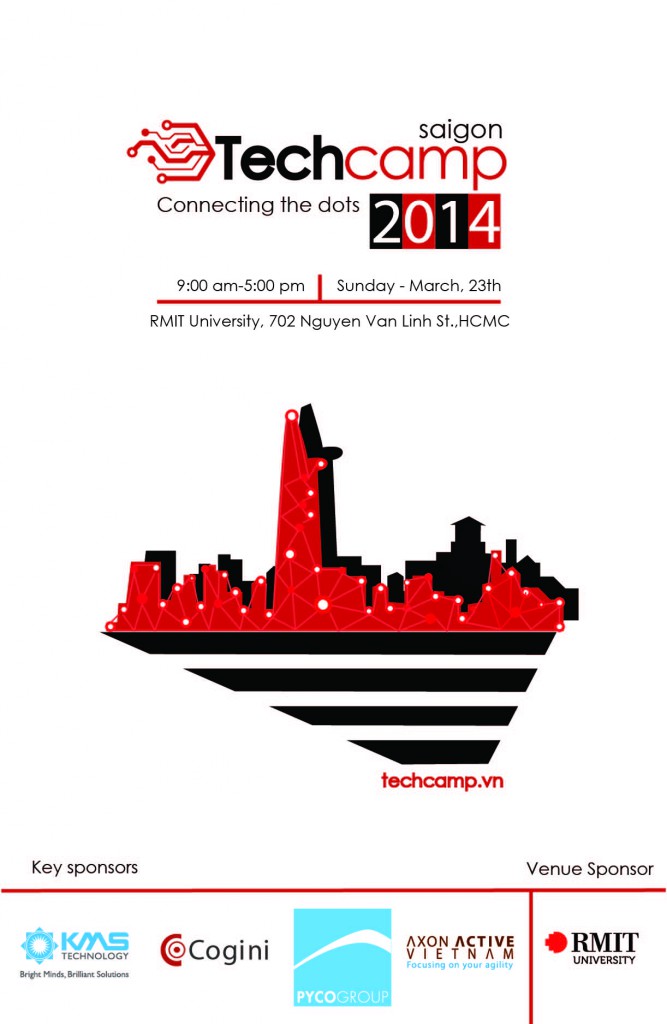 saigon
Techcamp
Connecting the dots 2014
9:00 am-5:00 pm Sunday - March, 23th
RMIT University, 702 Nguyen Van Linh St.,HCMC
techcamp.vn
Key sponsors
Venue Sponsor
KMS
TECHNOLOGY
Bright Minds, Brilliant Solutions
Cogini
PYCOGROUP
AXON ACTIVE
VIETNAM
Focusing on your agility
RMIT
UNIVERSITY